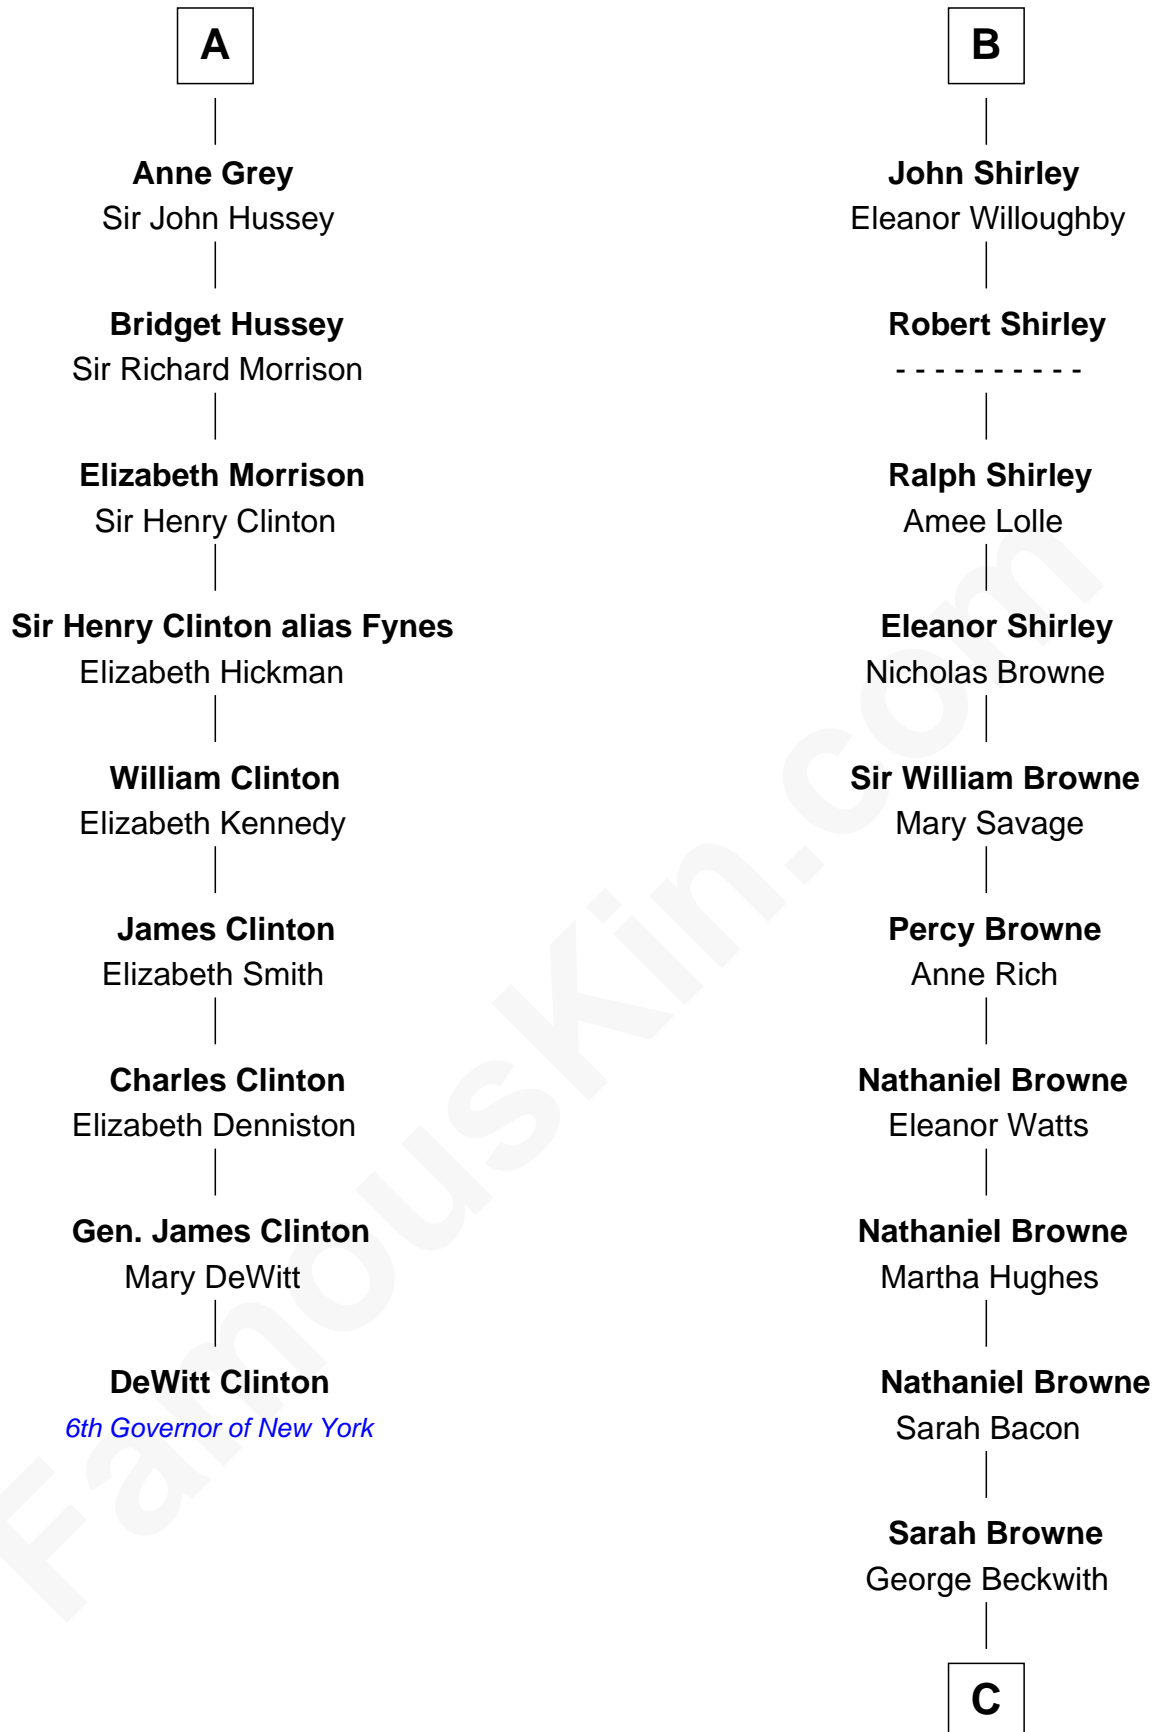 A
Anne Grey
Sir John Hussey
Bridget Hussey
Sir Richard Morrison
Elizabeth Morrison
Sir Henry Clinton
Sir Henry Clinton alias Fynes
Elizabeth Hickman
William Clinton
Elizabeth Kennedy
James Clinton
Elizabeth Smith
Charles Clinton
Elizabeth Denniston
Gen. James Clinton
Mary DeWitt
DeWitt Clinton
6th Governor of New York
B
John Shirley
Eleanor Willoughby
Robert Shirley
- - - - - - - - - -
Ralph Shirley
Amee Lolle
Eleanor Shirley
Nicholas Browne
Sir William Browne
Mary Savage
Percy Browne
Anne Rich
Nathaniel Browne
Eleanor Watts
Nathaniel Browne
Martha Hughes
Nathaniel Browne
Sarah Bacon
Sarah Browne
George Beckwith
C
FamousKin.com